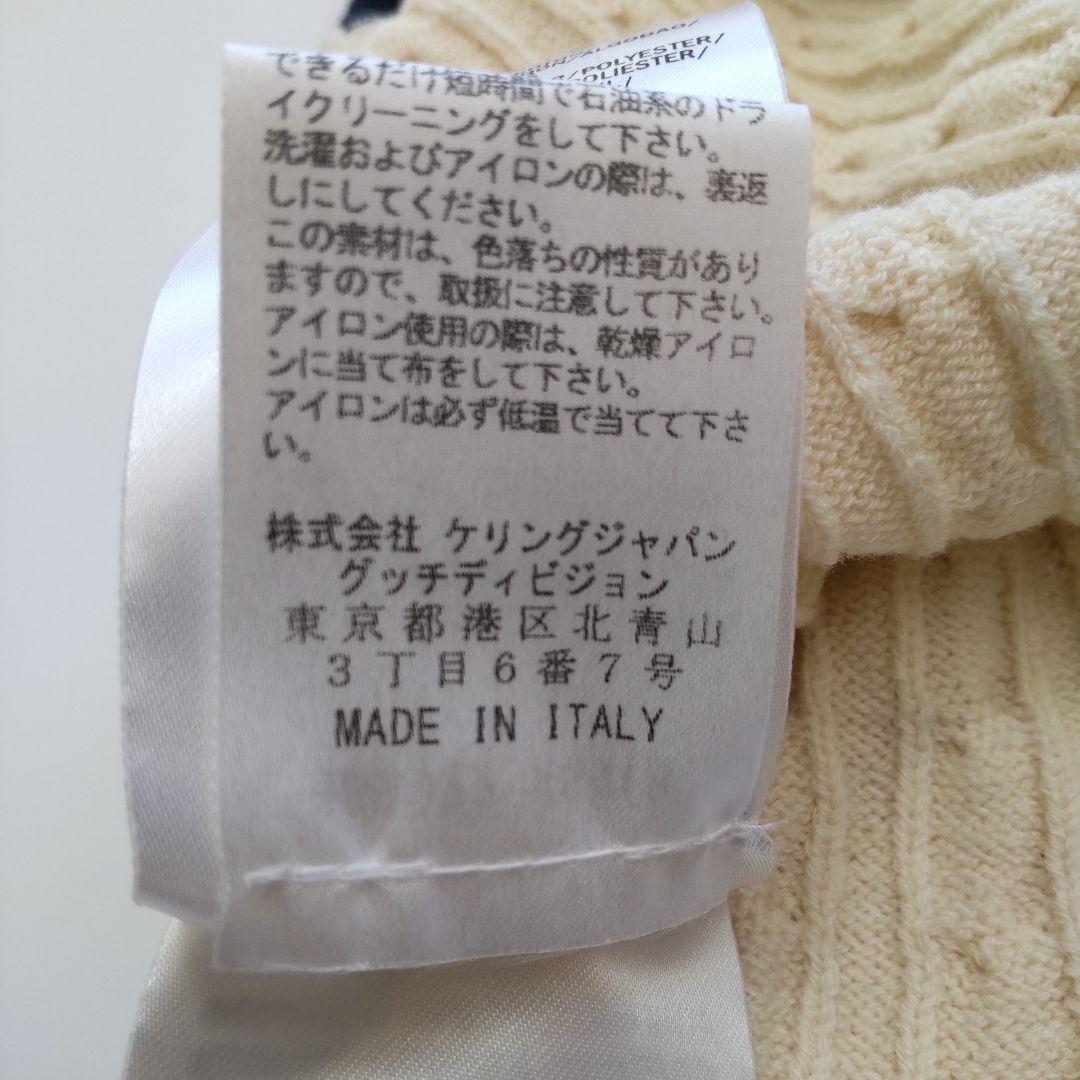 POLYESTER/
できるだけ短時間で石油系のドラ
イクリーニングをして下さい。
洗濯およびアイロンの際は、裏返
しにしてください。
この素材は、色落ちの性質があり
ますので、取扱に注意して下さい。
アイロン使用の際は、乾燥アイロ
ンに当て布をして下さい。
アイロンは必ず低温で当てて下さ
い。
株式会社 ケリングジャパン
グッチディビジョン
東京都港区北青山
3丁目6番7号
MADE IN ITALY